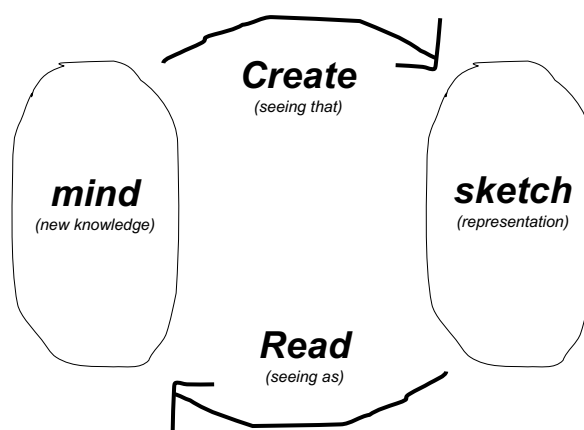 Create
(seeing that)
mind
(new knowledge)
sketch
(representation)
Read
(seeing as)